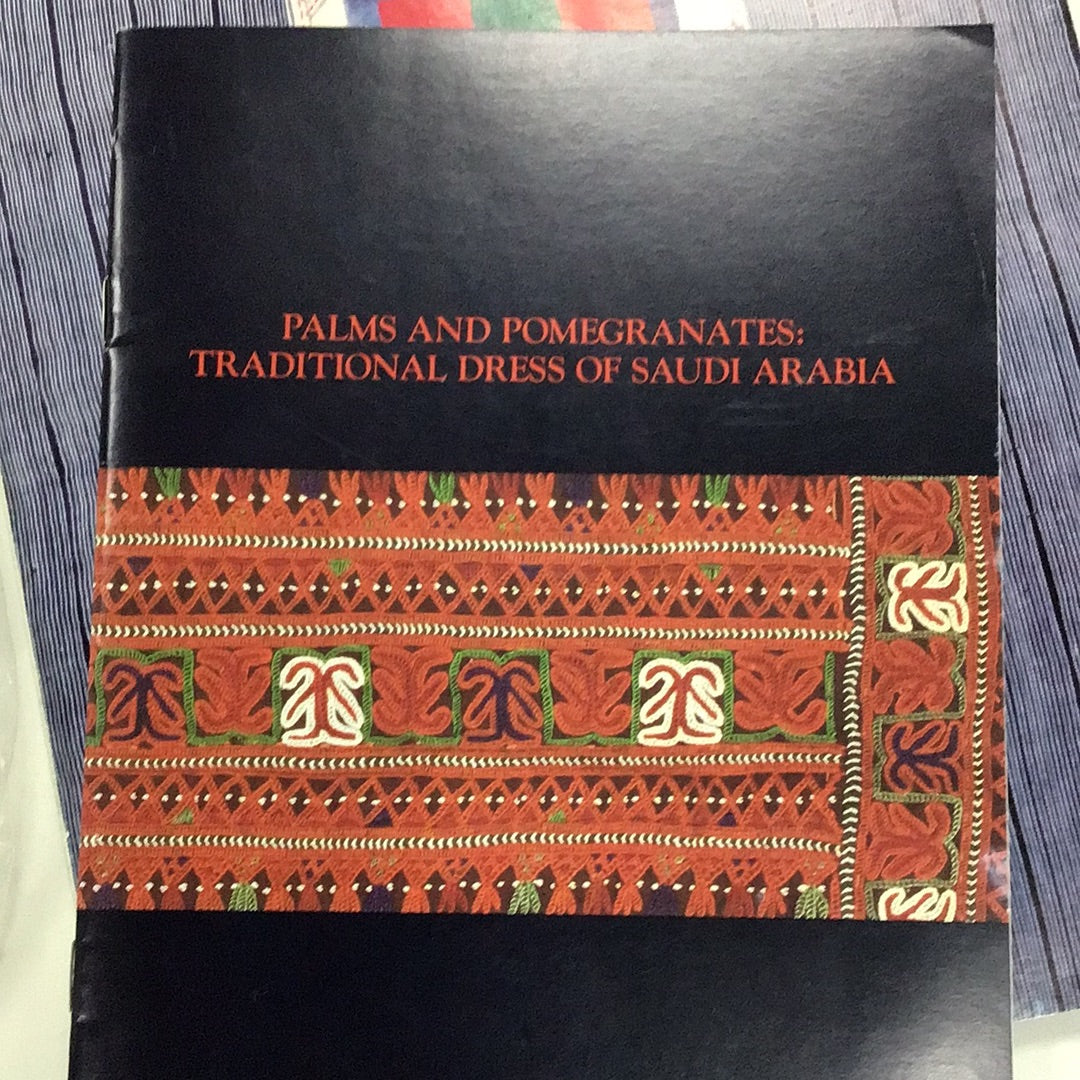 PALMS AND POMEGRANATES:
TRADITIONAL DRESS OF SAUDI ARABIA